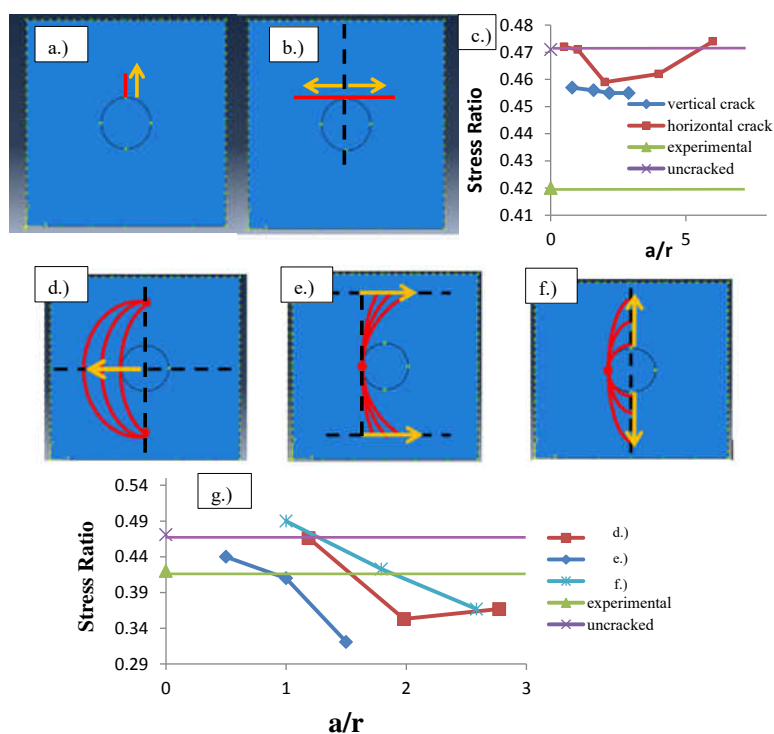 a.)
b.)
c.)
Stress Ratio
0.48
0.47
0.46
0.45
0.44
0.43
0.42
0.41
0
5
a/r
vertical crack
horizontal crack
experimental
uncracked
d.)
e.)
f.)
g.)
Stress Ratio
0.54
0.49
0.44
0.39
0.34
0.29
0
1
2
3
a/r
d.)
e.)
f.)
experimental
uncracked